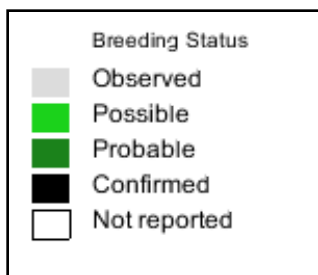 Breeding Status
Observed
Possible
Probable
Confirmed
Not reported